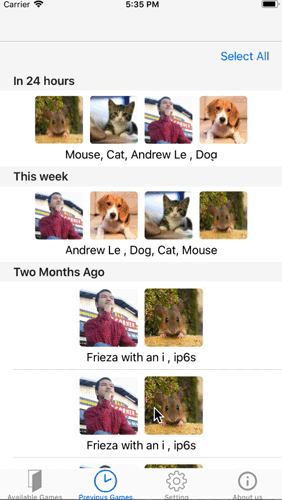 Carrier 5:35 PM
Select All
In 24 hours
Mouse, Cat, Andrew Le , Dog
This week
Andrew Le , Dog, Cat, Mouse
Two Months Ago
Frieza with an i , ip6s
Frieza with an i , ip6s
Available Games Previous Games Setting About us